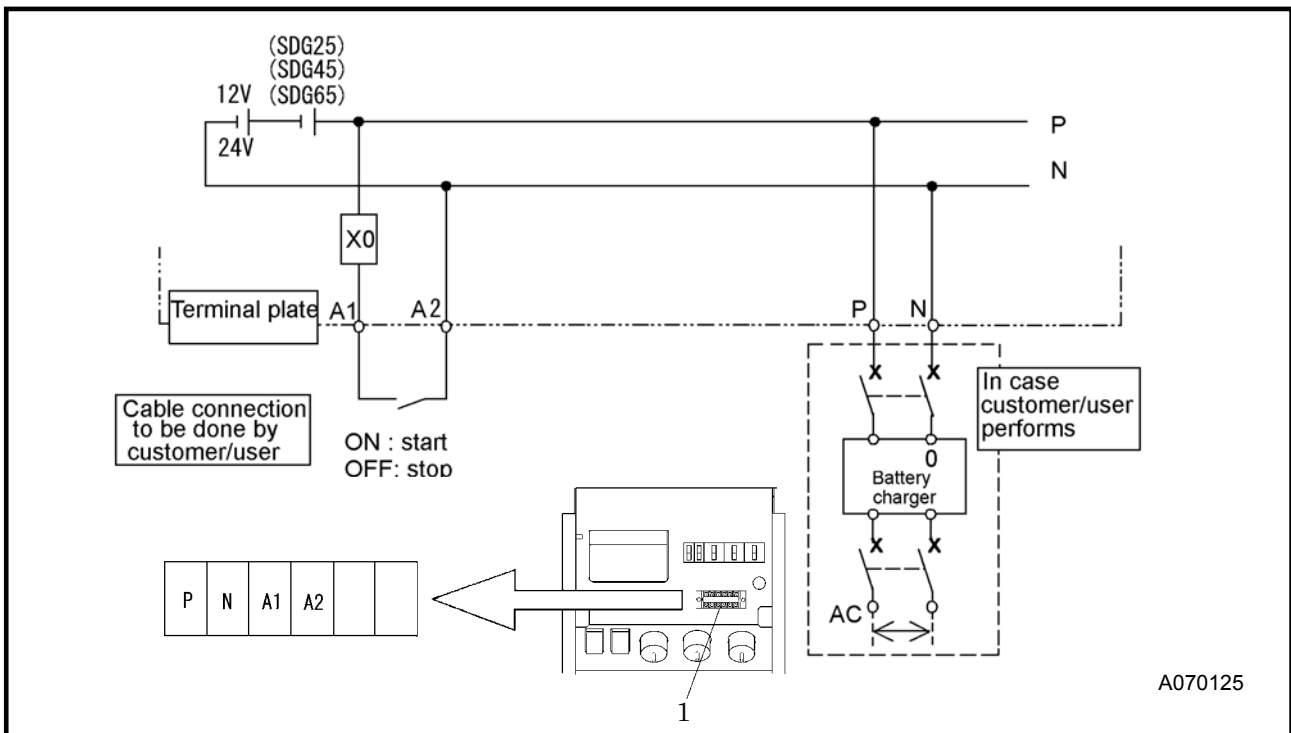 (SDG25)
(SDG45)
12V (SDG65)
24V
P
N
X0
Terminal plate
A1
A2
P
N
Cable connection
to be done by
customer/user
ON : start
OFF: stop
X
X
In case
customer/user
performs
0
Battery
charger
X
X
AC
P N A1 A2
1
A070125